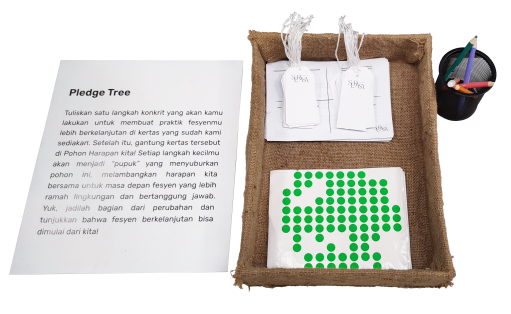 Pledge Tree
Tuliskan satu langkah konkrit yang akan kamu
lakukan untuk membuat praktik fesyenmu
lebih berkelanjutan di kertas yang sudah kami
sediakan. Setelah itu, gantung kertas tersebut
di Pohon Harapan kita! Setiap langkah kecilmu
akan menjadi "pupuk" yang menyuburkan
pohon ini, melambangkan harapan kita
bersama untuk masa depan fesyen yang lebih
ramah lingkungan dan bertanggung jawab.
Yuk, jadilah bagian dari perubahan dan
tunjukkan bahwa fesyen berkelanjutan bisa
dimulai dari kita!